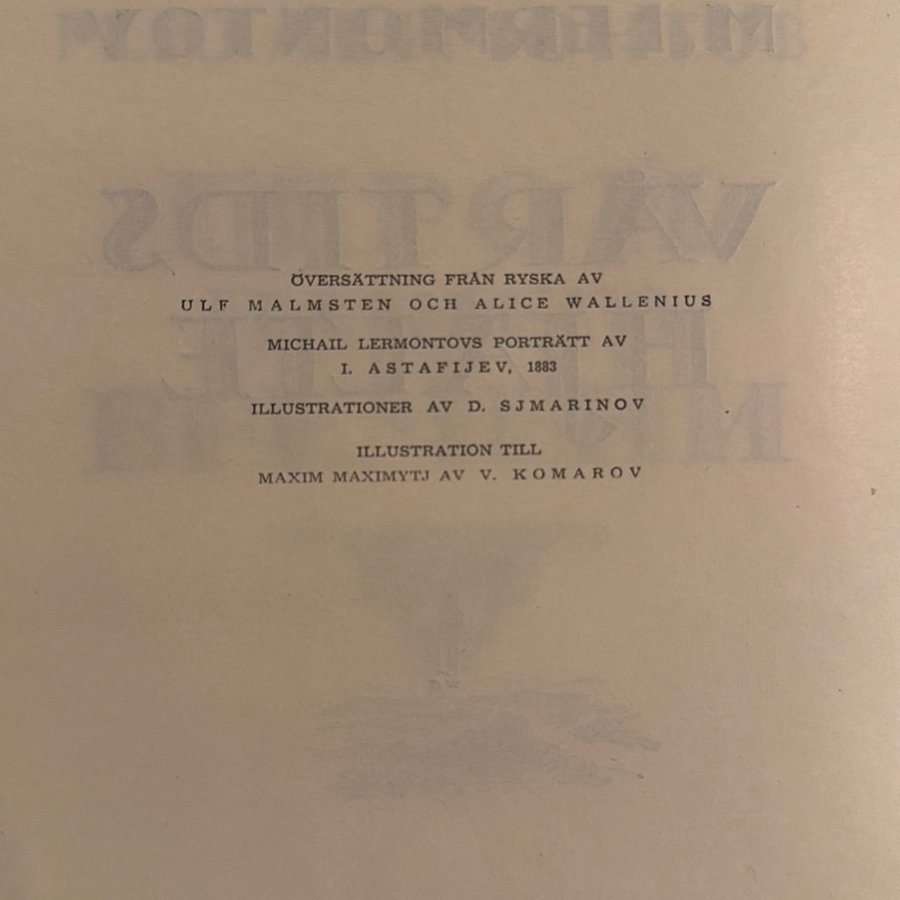 ÖVERSÄTTNING FRÅN RYSKA AV
ULF MALMSTEN OCH ALICE WALLENIUS
MICHAIL LERMONTOVS PORTRÄTT AV
I. ASTAFIJEV, 1883
ILLUSTRATIONER AV D. SJMARINOV
ILLUSTRATION TILL
MAXIM MAXIMYTJ AV V. KOMAROV